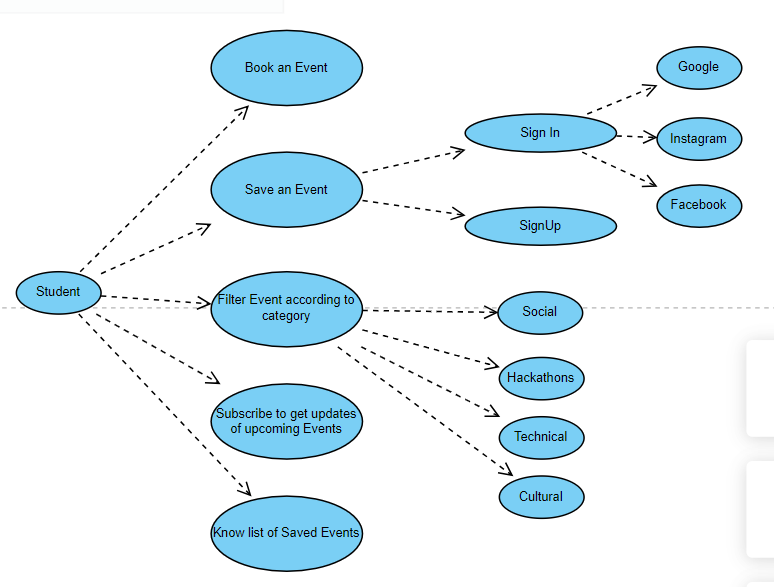 Book an Event
Google
Sign In
Instagram
Save an Event
Facebook
SignUp
Student
Filter Event according to
category
Social
Hackathons
Subscribe to get updates
of upcoming Events
Technical
Cultural
Know list of Saved Events